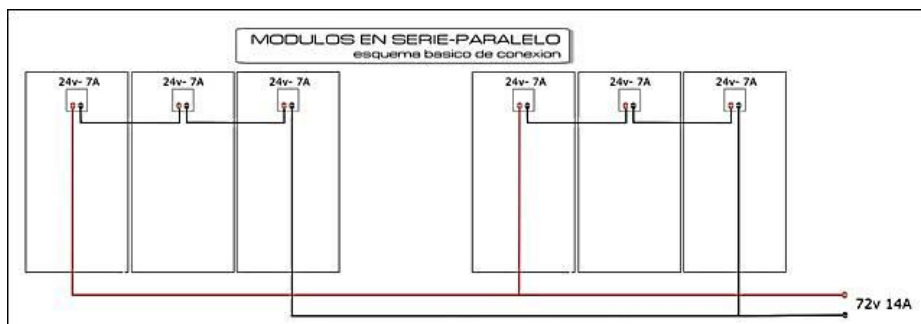 MODULOS EN SERIE-PARALELO
esquema basico de conexion
24v- 7A
24v- 7A
24v- 7A
24v- 7A
24v- 7A
24v- 7A
72v 14A